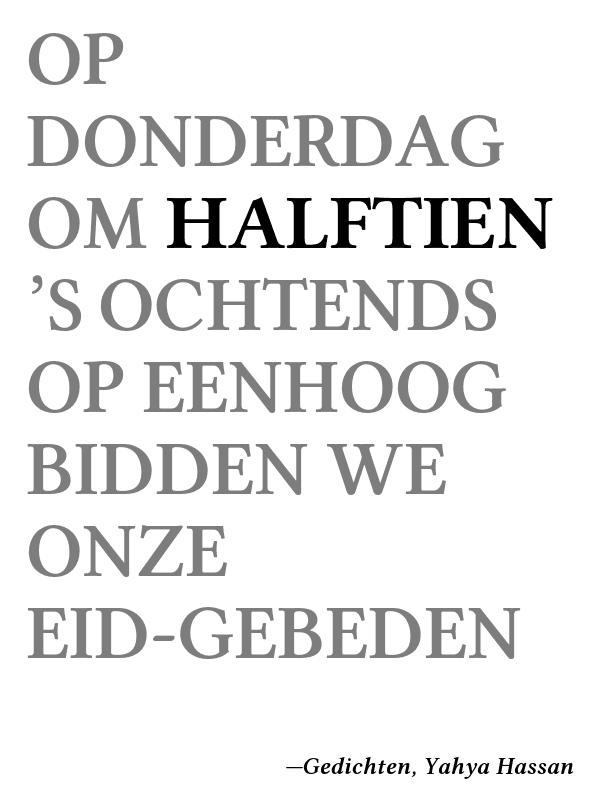 OP
DONDERDAG
OM HALFTIEN
’S OCHTENDS
OP EENHOOG
BIDDEN WE
ONZE
EID-GEBEDEN
—Gedichten, Yahya Hassan